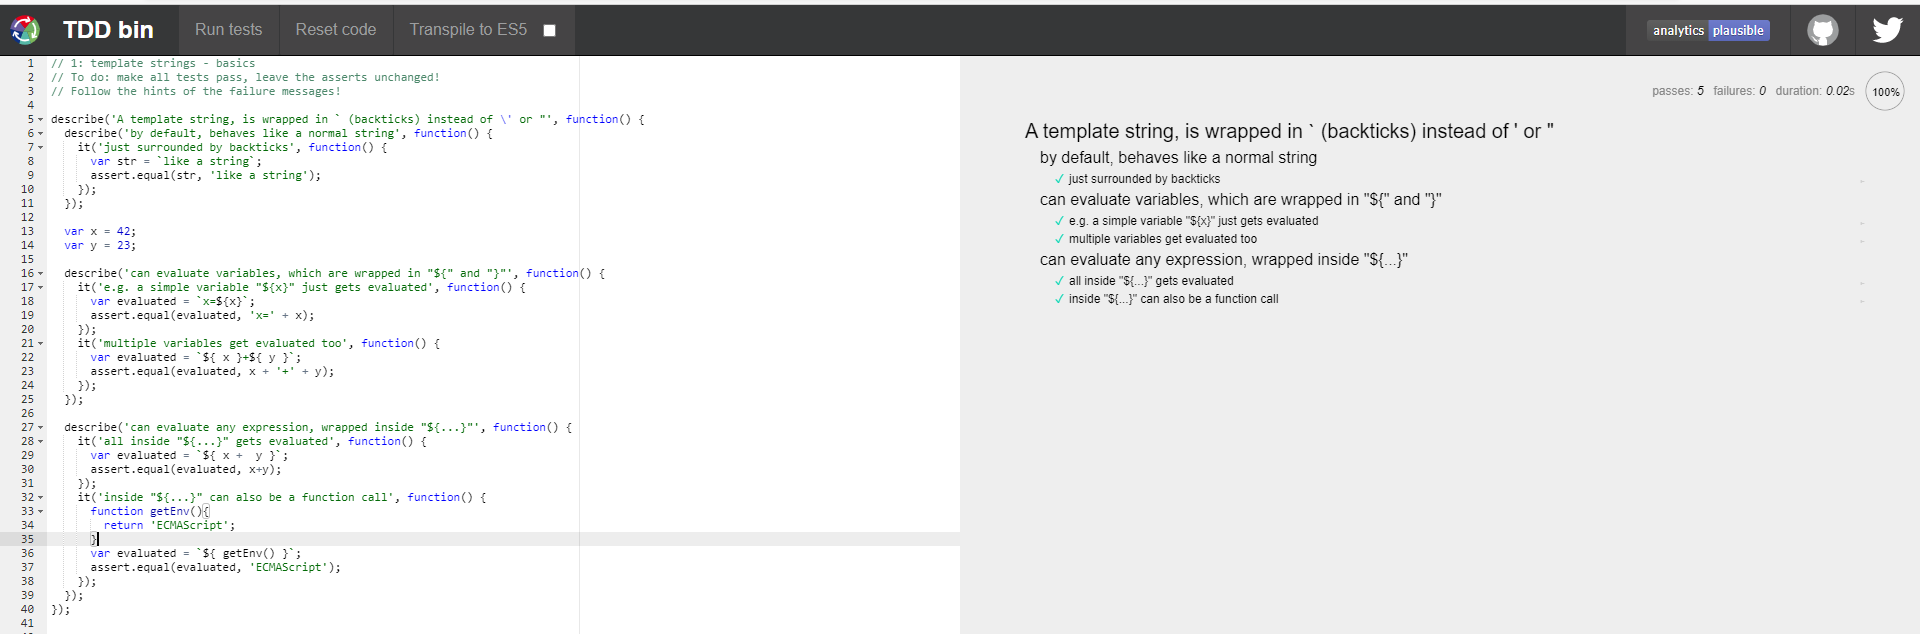 TDD bin
Run tests
Reset code
Transpile to ES5
analytics plausible
1 // 1: template strings - basics
2 // To do: make all tests pass, leave the asserts unchanged!
3 // Follow the hints of the failure messages!
4
5 describe('A template string, is wrapped in ` (backticks) instead of \' or "', function() {
6   describe('by default, behaves like a normal string', function() {
7     it('just surrounded by backticks', function() {
8       var str = `like a string`;
9       assert.equal(str, 'like a string');
10     });
11   });
12
13   var x = 42;
14   var y = 23;
15
16   describe('can evaluate variables, which are wrapped in "${" and "}"', function() {
17     it('e.g. a simple variable "${x}" just gets evaluated', function() {
18       var evaluated = `x=${x}`;
19       assert.equal(evaluated, 'x=' + x);
20     });
21     it('multiple variables get evaluated too', function() {
22       var evaluated = `${ x }+${ y }`;
23       assert.equal(evaluated, x + '+' + y);
24     });
25   });
26
27   describe('can evaluate any expression, wrapped inside "${...}"', function() {
28     it('all inside "${...}" gets evaluated', function() {
29       var evaluated = `${ x +  y }`;
30       assert.equal(evaluated, x+y);
31     });
32     it('inside "${...}" can also be a function call', function() {
33       function getEnv(){
34         return 'ECMAScript';
35       }
36       var evaluated = `${ getEnv() }`;
37       assert.equal(evaluated, 'ECMAScript');
38     });
39   });
40 });
41
passes: 5 failures: 0 duration: 0.02s 100%
A template string, is wrapped in ` (backticks) instead of ' or "
by default, behaves like a normal string
✓ just surrounded by backticks
can evaluate variables, which are wrapped in "${" and "}"
✓ e.g. a simple variable "${x}" just gets evaluated
✓ multiple variables get evaluated too
can evaluate any expression, wrapped inside "${...}"
✓ all inside "${...}" gets evaluated
✓ inside "${...}" can also be a function call